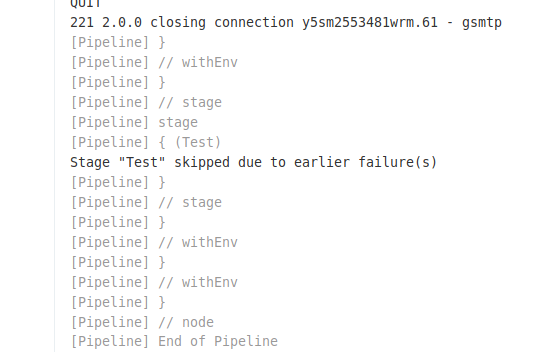 QUIT
221 2.0.0 closing connection y5sm2553481wrm.61 - gsmtp
[Pipeline] }
[Pipeline] // withEnv
[Pipeline] }
[Pipeline] // stage
[Pipeline] stage
[Pipeline] { (Test)
Stage "Test" skipped due to earlier failure(s)
[Pipeline] }
[Pipeline] // stage
[Pipeline] }
[Pipeline] // withEnv
[Pipeline] }
[Pipeline] // withEnv
[Pipeline] }
[Pipeline] // node
[Pipeline] End of Pipeline